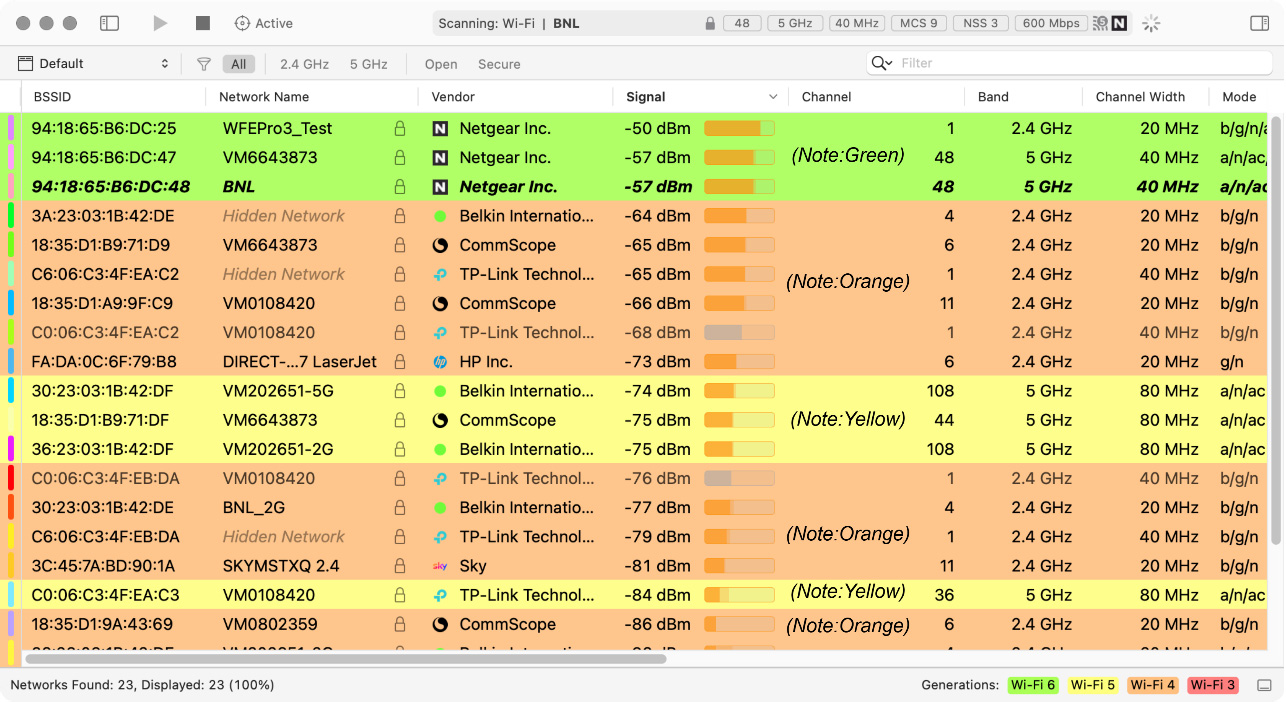 Active Scanning: Wi-Fi | BNL 48 5 GHz 40 MHz MCS 9 NSS 3 600 Mbps N
Default All 2.4 GHz 5 GHz Open Secure Filter
BSSID Network Name Vendor Signal Channel Band Channel Width Mode
94:18:65:B6:DC:25 WFEPro3_Test N Netgear Inc. -50 dBm 1 2.4 GHz 20 MHz b/g/n/
94:18:65:B6:DC:47 VM6643873 N Netgear Inc. -57 dBm (Note:Green) 48 5 GHz 40 MHz a/n/ac
94:18:65:B6:DC:48 BNL N Netgear Inc. -57 dBm 48 5 GHz 40 MHz a/n/ac
3A:23:03:1B:42:DE Hidden Network Belkin Internatio... -64 dBm 4 2.4 GHz 20 MHz b/g/n
18:35:D1:B9:71:D9 VM6643873 CommScope -65 dBm 6 2.4 GHz 20 MHz b/g/n
C6:06:C3:4F:EA:C2 Hidden Network TP-Link Technol... -65 dBm (Note:Orange) 1 2.4 GHz 40 MHz b/g/n
18:35:D1:A9:9F:C9 VM0108420 CommScope -66 dBm 11 2.4 GHz 20 MHz b/g/n
C0:06:C3:4F:EA:C2 VM0108420 TP-Link Technol... -68 dBm 1 2.4 GHz 40 MHz b/g/n
FA:DA:0C:6F:79:B8 DIRECT-...7 LaserJet hp HP Inc. -73 dBm 6 2.4 GHz 20 MHz g/n
30:23:03:1B:42:DF VM202651-5G Belkin Internatio... -74 dBm 108 5 GHz 80 MHz a/n/ac
18:35:D1:B9:71:DF VM6643873 CommScope -75 dBm (Note:Yellow) 44 5 GHz 80 MHz a/n/ac
36:23:03:1B:42:DF VM202651-2G Belkin Internatio... -75 dBm 108 5 GHz 80 MHz a/n/ac
C0:06:C3:4F:EB:DA VM0108420 TP-Link Technol... -76 dBm 1 2.4 GHz 40 MHz b/g/n
30:23:03:1B:42:DE BNL_2G Belkin Internatio... -77 dBm 4 2.4 GHz 20 MHz b/g/n
C6:06:C3:4F:EB:DA Hidden Network TP-Link Technol... -79 dBm (Note:Orange) 1 2.4 GHz 40 MHz b/g/n
3C:45:7A:BD:90:1A SKYMSTXQ 2.4 sky Sky -81 dBm 11 2.4 GHz 20 MHz b/g/n
C0:06:C3:4F:EA:C3 VM0108420 TP-Link Technol... -84 dBm (Note:Yellow) 36 5 GHz 80 MHz a/n/ac
18:35:D1:9A:43:69 VM0802359 CommScope -86 dBm (Note:Orange) 6 2.4 GHz 20 MHz b/g/n
Networks Found: 23, Displayed: 23 (100%) Generations: Wi-Fi 6 Wi-Fi 5 Wi-Fi 4 Wi-Fi 3